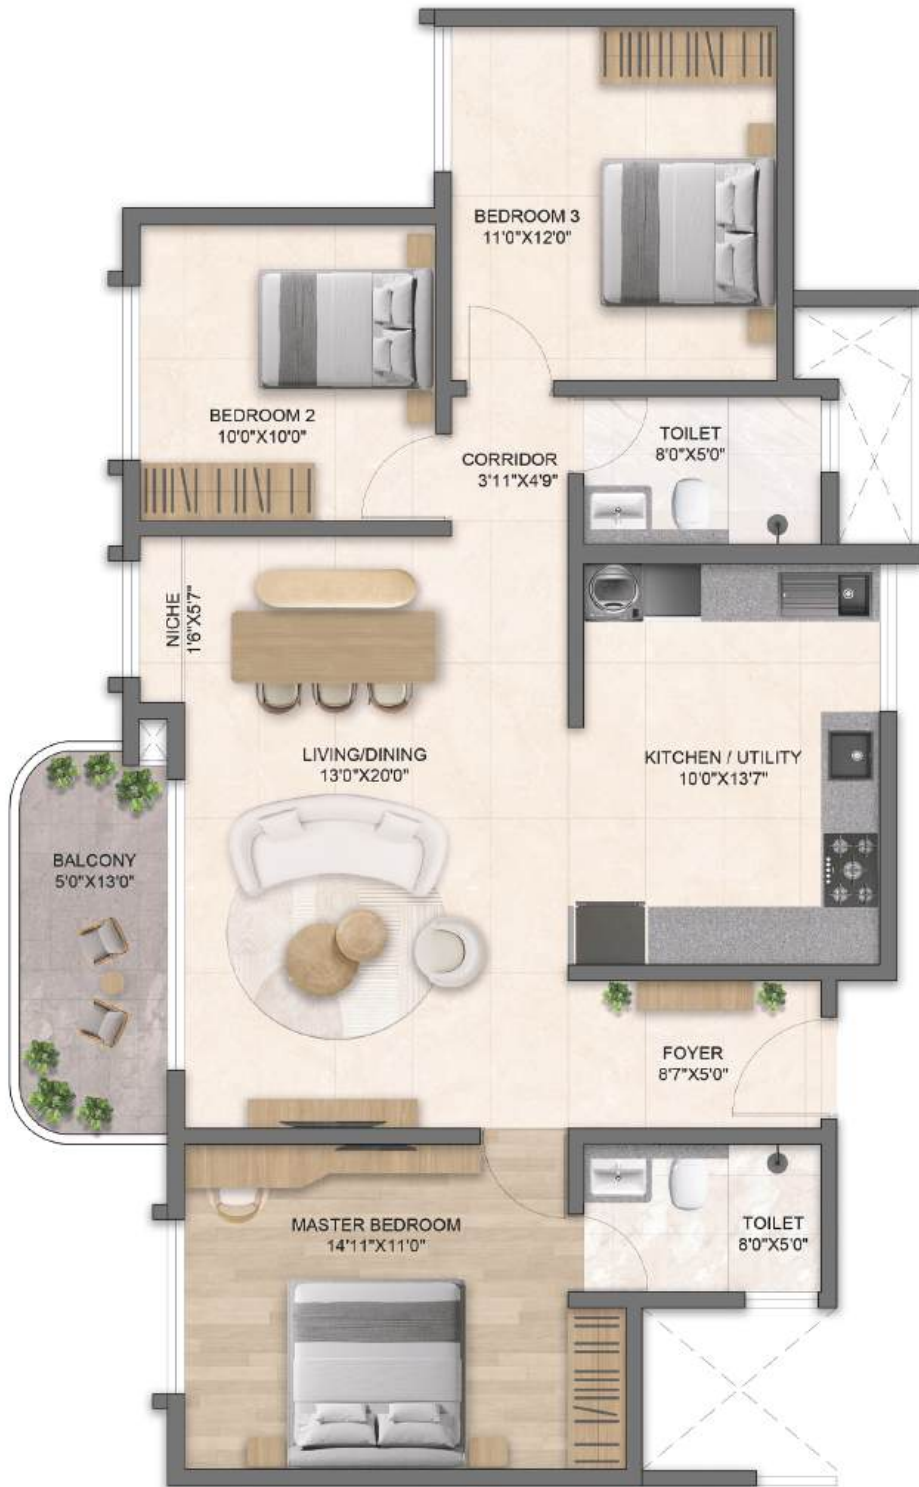 BEDROOM 3
11'0"X12'0"
BEDROOM 2
10'0"X10'0"
TOILET
8'0"X5'0"
CORRIDOR
3'11"X4'9"
NICHE
1'6"X5'7"
LIVING/DINING
13'0"X20'0"
KITCHEN / UTILITY
10'0"X13'7"
BALCONY
5'0"X13'0"
FOYER
8'7"X5'0"
MASTER BEDROOM
14'11"X11'0"
TOILET
8'0"X5'0"